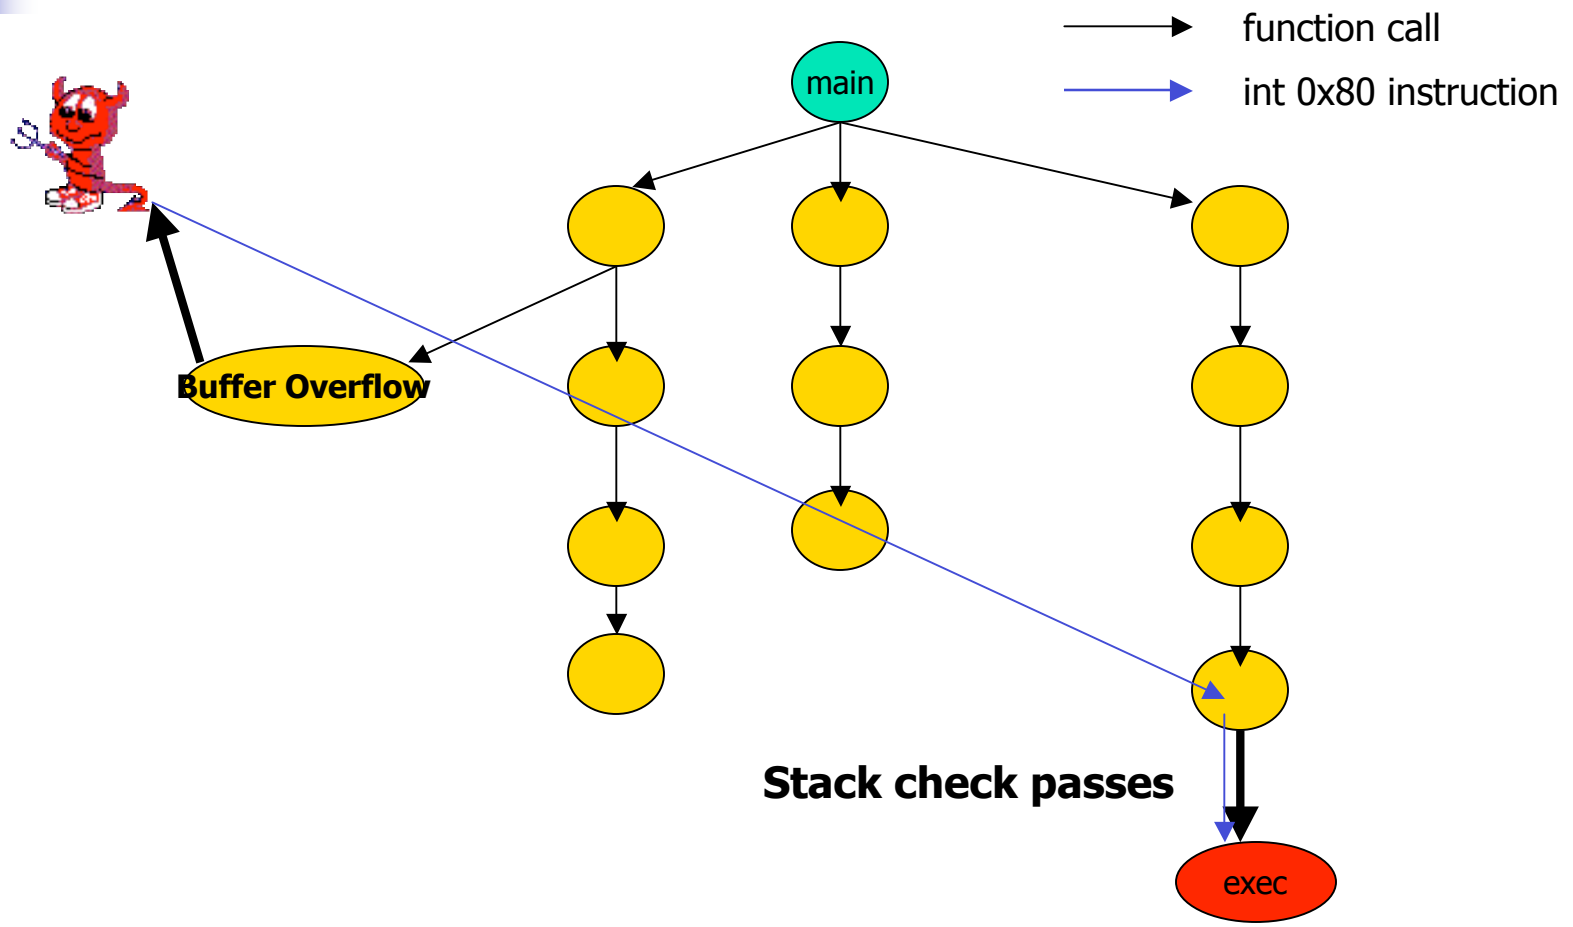 function call
main
int 0x80 instruction
Buffer Overflow
Stack check passes
exec